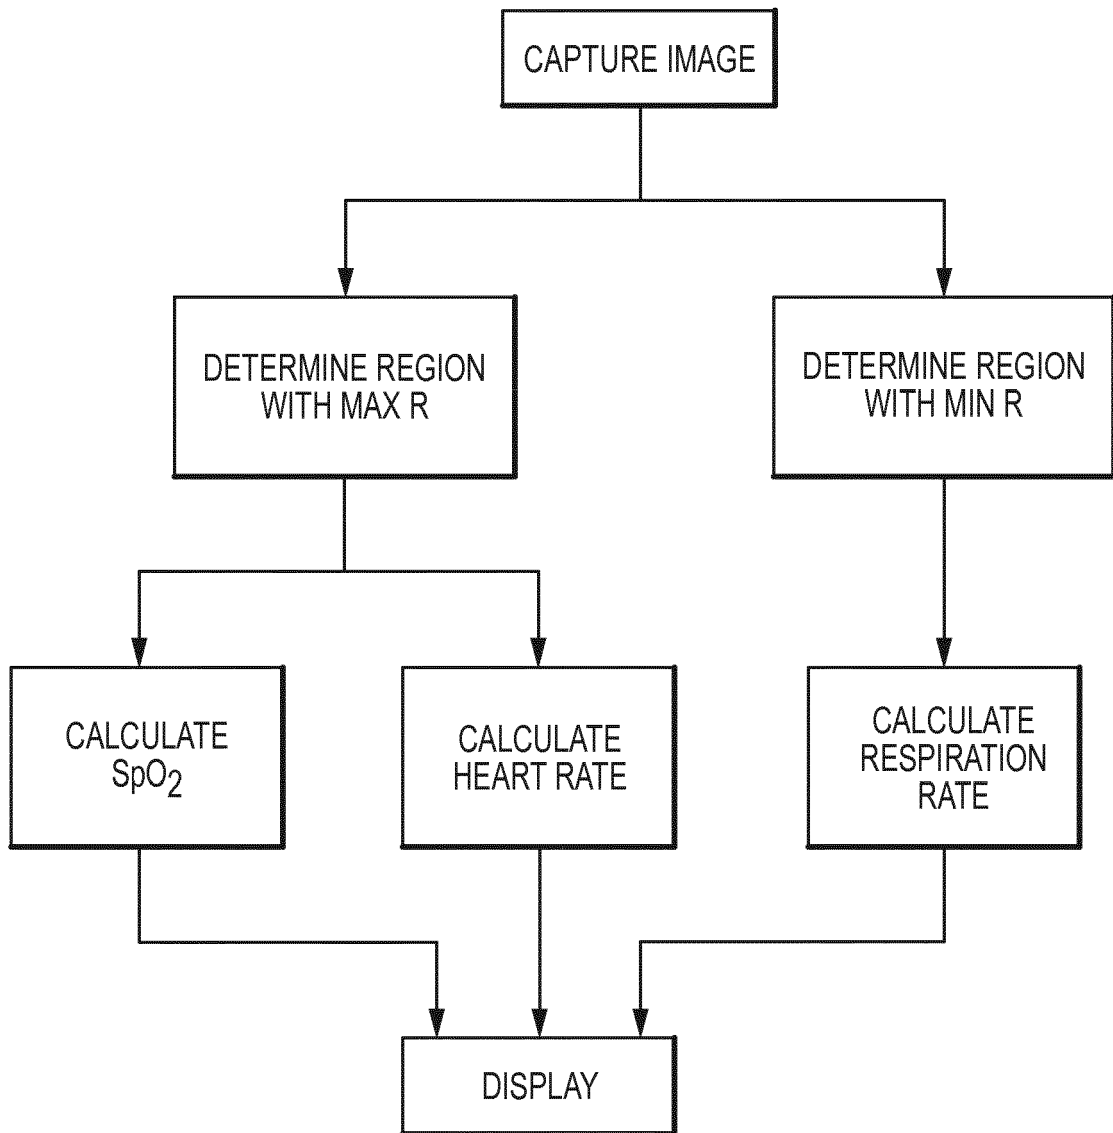 CAPTURE IMAGE
DETERMINE REGION
WITH MAX R
DETERMINE REGION
WITH MIN R
CALCULATE
SpO₂
CALCULATE
HEART RATE
CALCULATE
RESPIRATION
RATE
DISPLAY